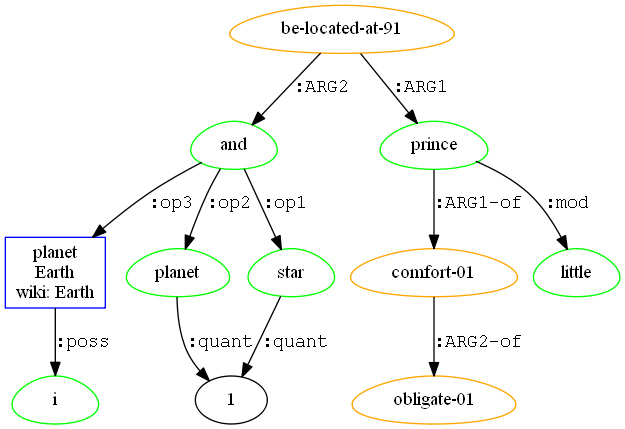 be-located-at-91
:ARG2
:ARG1
and
prince
:op3
:op2
:op1
:ARG1-of
:mod
planet
Earth
wiki: Earth
planet
star
comfort-01
little
:poss
:quant
:quant
:ARG2-of
i
1
obligate-01